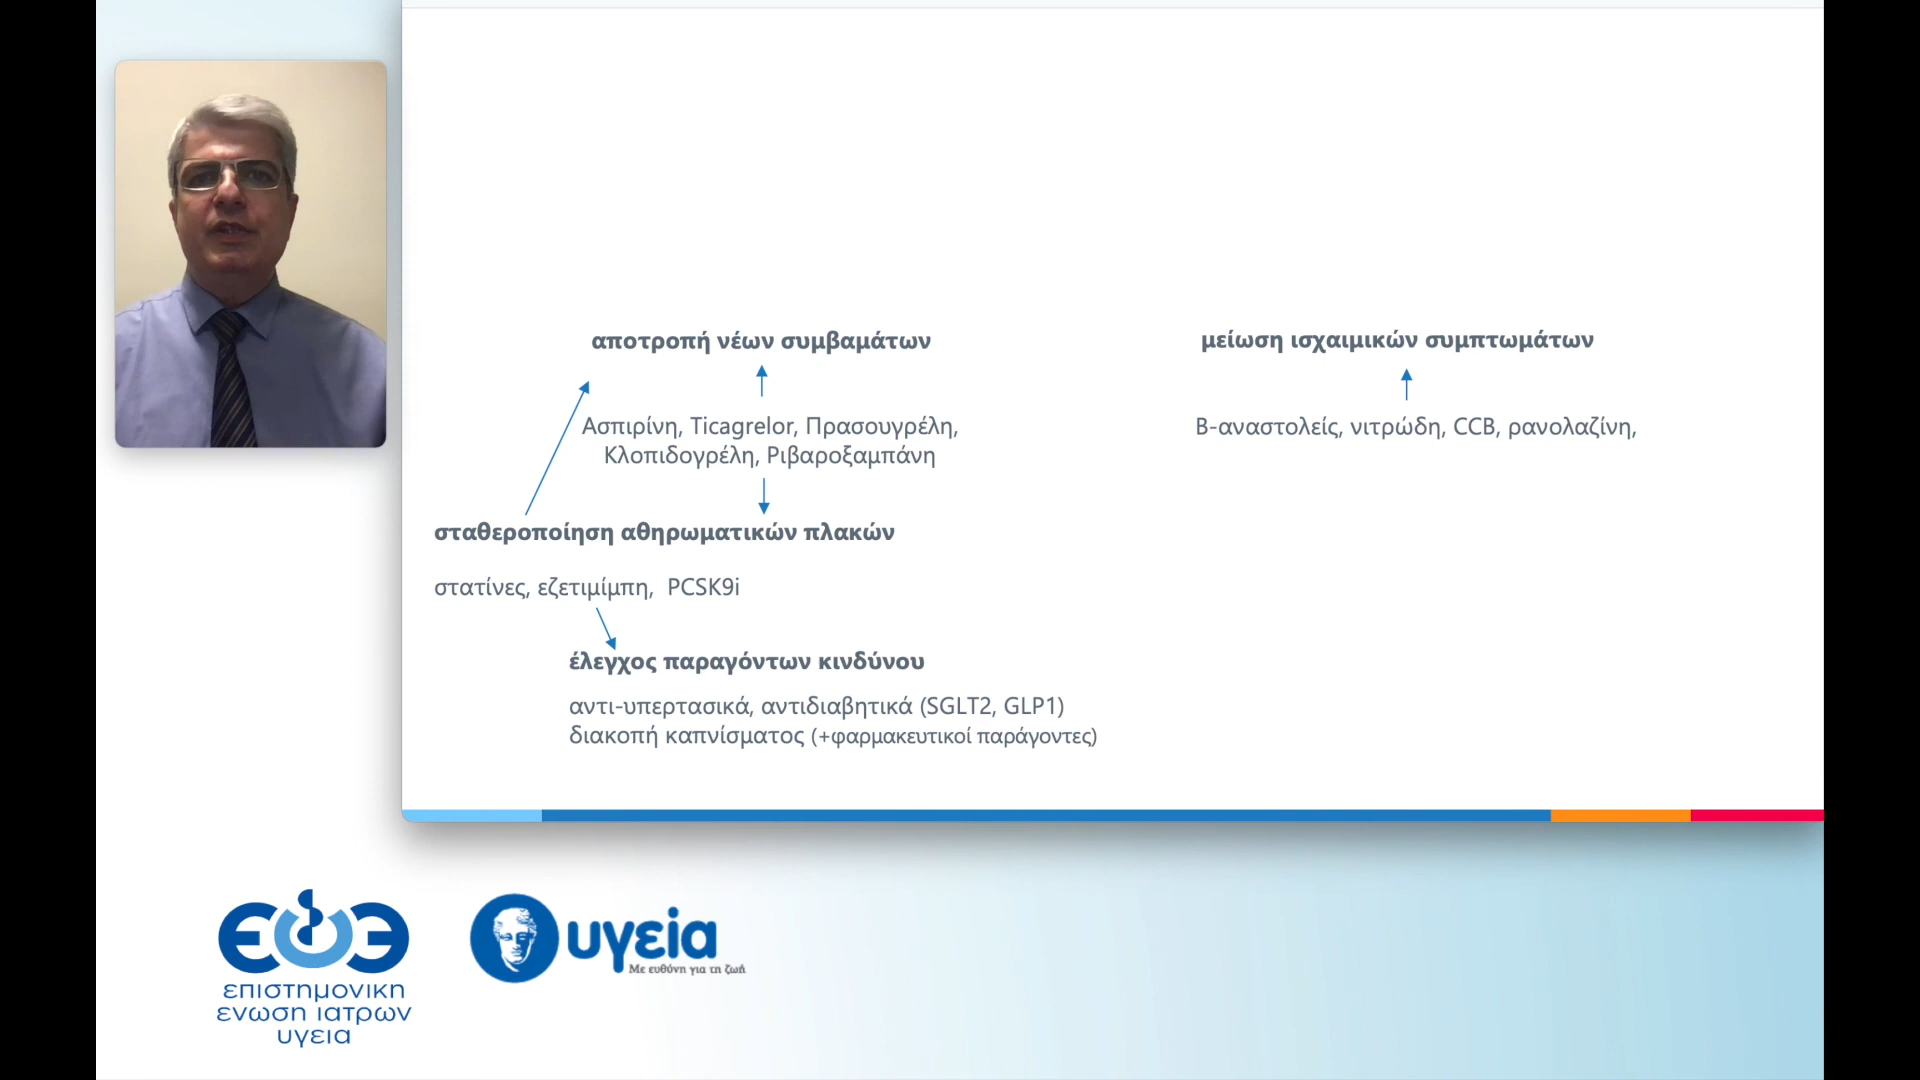 αποτροπή νέων συμβαμάτων
μείωση ισχαιμικών συμπτωμάτων
Ασπιρίνη, Ticagrelor, Πρασουγρέλη,
Κλοπιδογρέλη, Ριβαροξαμπάνη
Β-αναστολείς, νιτρώδη, CCB, ρανολαζίνη,
σταθεροποίηση αθηρωματικών πλακών
στατίνες, εζετιμίμπη, PCSK9i
έλεγχος παραγόντων κινδύνου
αντι-υπερτασικά, αντιδιαβητικά (SGLT2, GLP1)
διακοπή καπνίσματος (+φαρμακευτικοί παράγοντες)
υγεία
Με ευθύνη για τη ζωή
επιστημονικη
ενωση ιατρων
υγεια